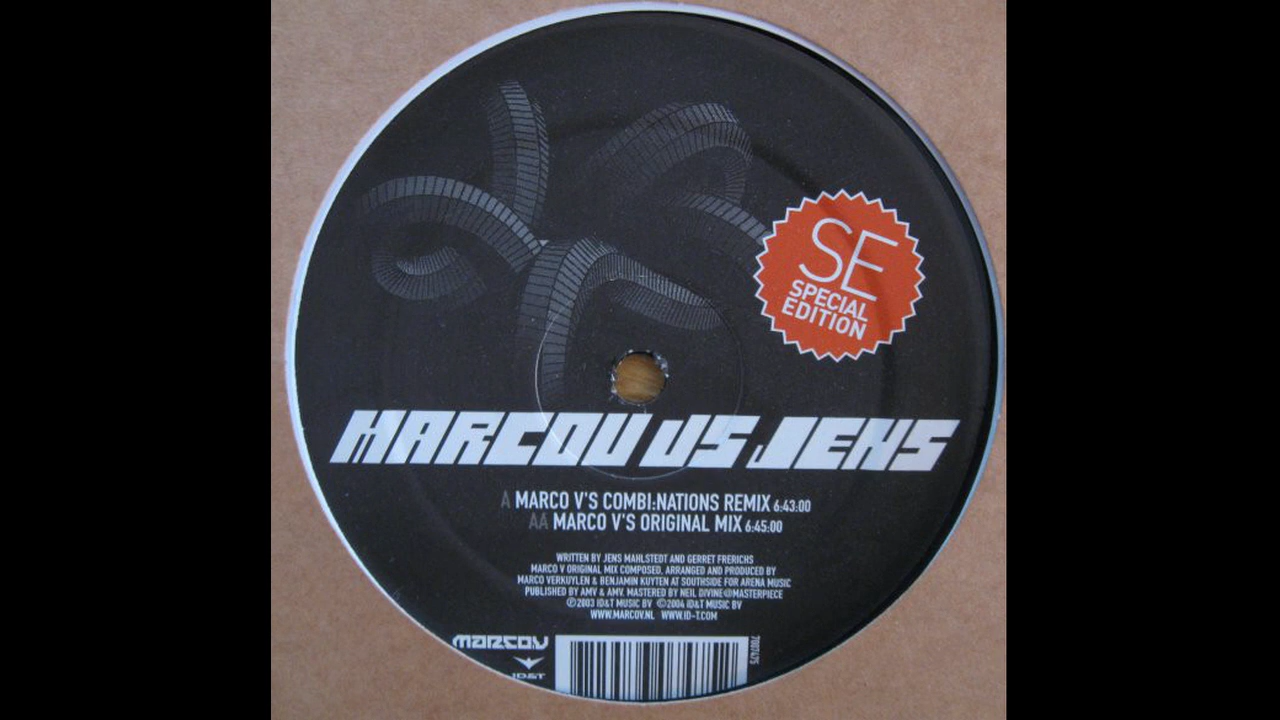 SE
SPECIAL
EDITION
MARCOV VS JENS
A MARCO V'S COMBI:NATIONS REMIX 6:43:00
AA MARCO V'S ORIGINAL MIX 6:45:00
WRITTEN BY JENS MAHLSTEDT AND GERRET FRERICHS
MARCO V ORIGINAL MIX COMPOSED, ARRANGED AND PRODUCED BY
MARCO VERKUYLEN & BENJAMIN KUYTEN AT SOUTHSIDE FOR ARENA MUSIC
PUBLISHED BY AMV & AMV. MASTERED BY NEIL DIVINE@MASTERPIECE
℗2003 ID&T MUSIC BV ©2004 ID&T MUSIC BV
WWW.MARCOV.NL WWW.ID-T.COM
MARCO.V
ID&T
7007475